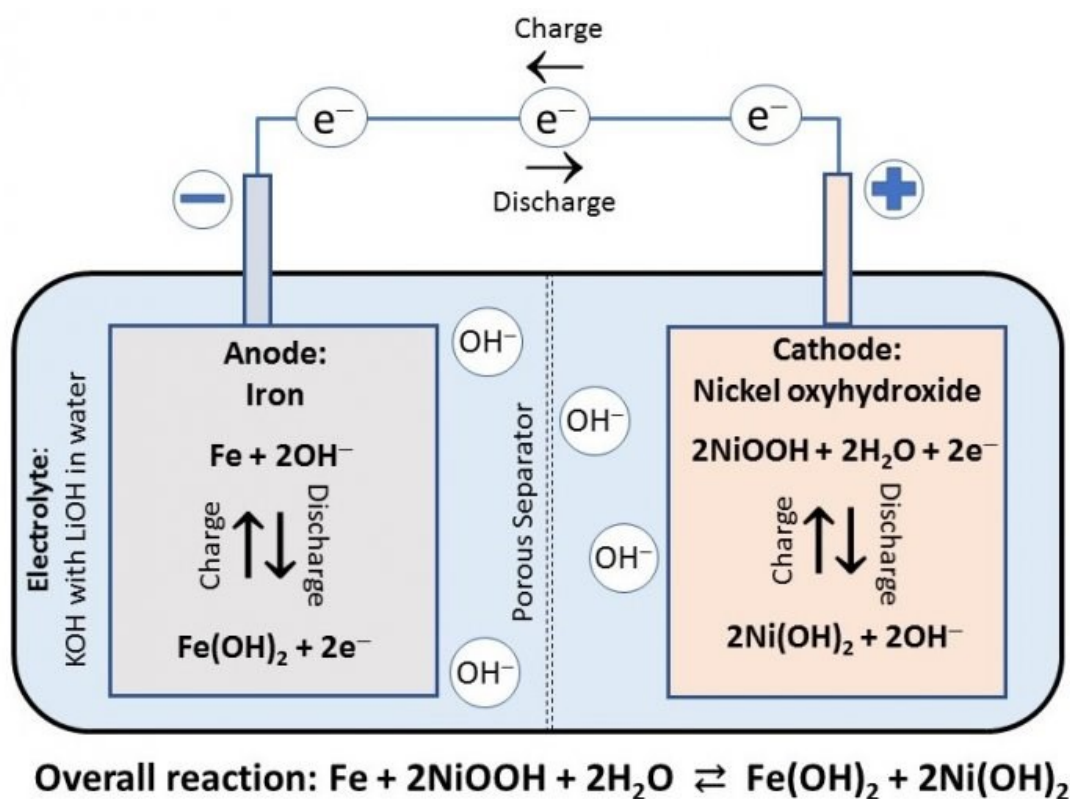 Charge
e⁻ e⁻ e⁻
Discharge
−
+
Electrolyte:
KOH with LiOH in water
Anode:
Iron
Fe + 2OH⁻
Charge
Discharge
Fe(OH)₂ + 2e⁻
OH⁻
OH⁻
Porous Separator
OH⁻
OH⁻
Cathode:
Nickel oxyhydroxide
2NiOOH + 2H₂O + 2e⁻
Charge
Discharge
2Ni(OH)₂ + 2OH⁻
Overall reaction: Fe + 2NiOOH + 2H₂O ⇄ Fe(OH)₂ + 2Ni(OH)₂